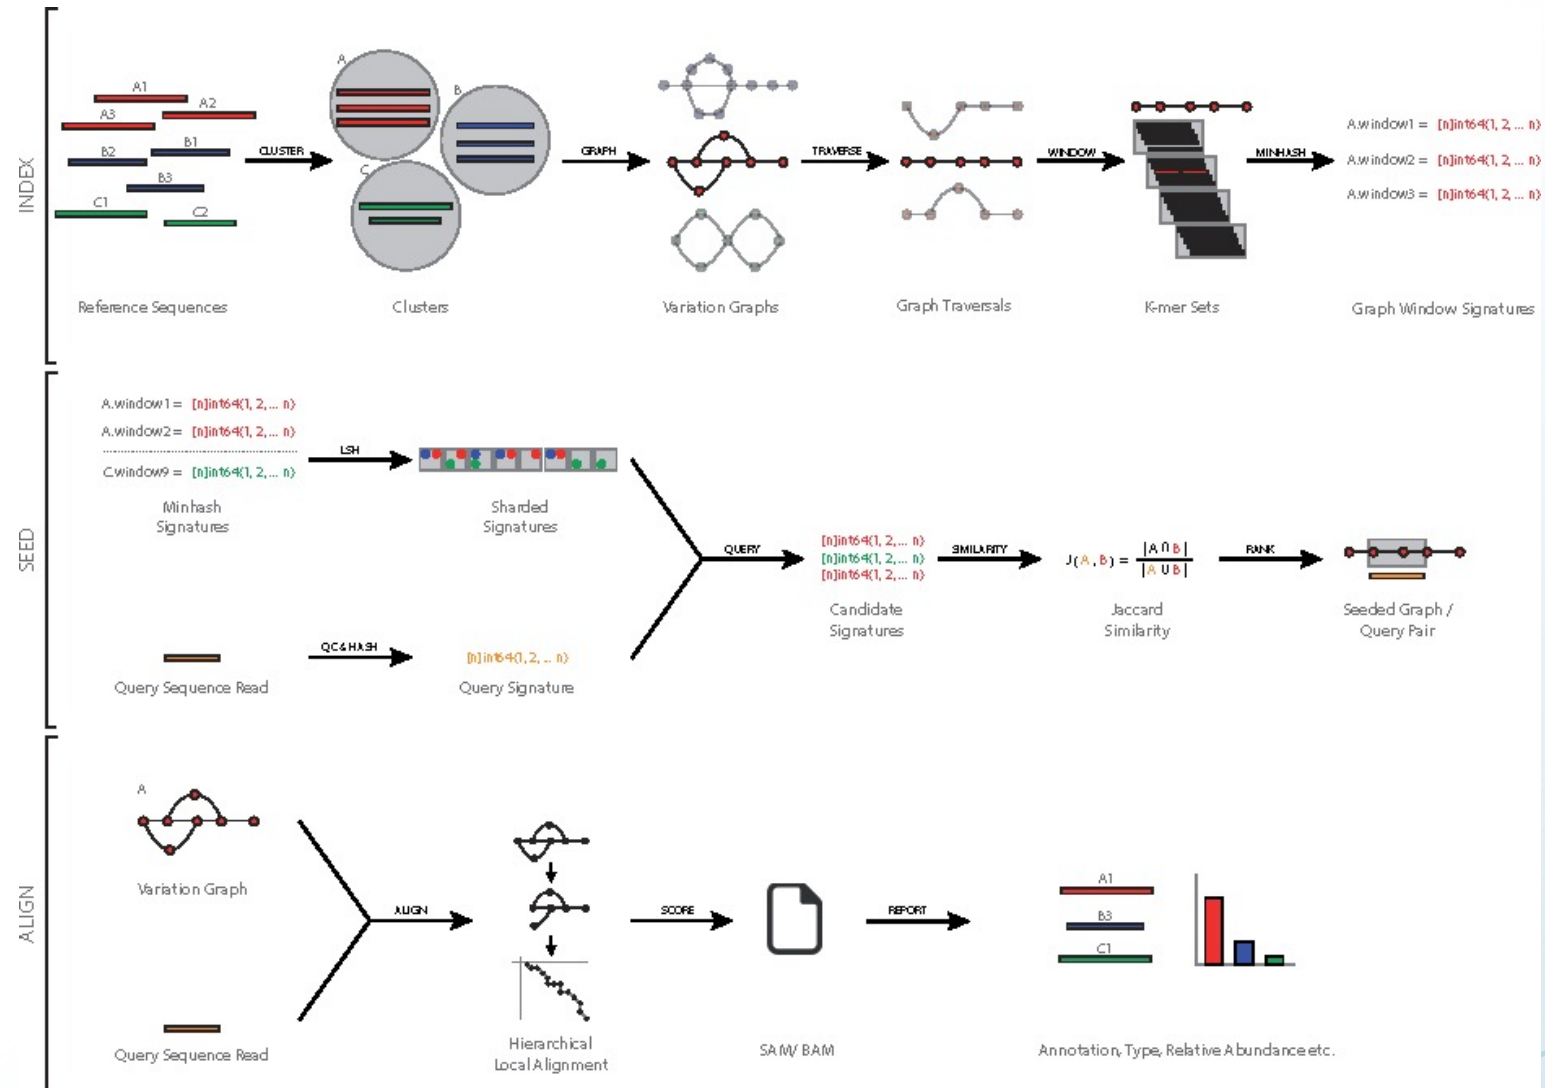 INDEX
A1
A2
A3
B1
B2
B3
C1
C2
Reference Sequences
CLUSTER
A
B
C
Clusters
GRAPH
Variation Graphs
TRAVERSE
Graph Traversals
WINDOW
K-mer Sets
MINHASH
A.window1 = [n]int64{1, 2, ... n}
A.window2 = [n]int64{1, 2, ... n}
A.window3 = [n]int64{1, 2, ... n}
Graph Window Signatures
SEED
A.window1 = [n]int64{1, 2, ... n}
A.window2 = [n]int64{1, 2, ... n}
C.window9 = [n]int64{1, 2, ... n}
Minhash
Signatures
LSH
Sharded
Signatures
Query Sequence Read
QC & HASH
[n]int64{1, 2, ... n}
Query Signature
QUERY
[n]int64{1, 2, ... n}
[n]int64{1, 2, ... n}
[n]int64{1, 2, ... n}
Candidate
Signatures
SIMILARITY
J(A, B) = |A ∩ B| / |A ∪ B|
Jaccard
Similarity
RANK
Seeded Graph /
Query Pair
ALIGN
A
Variation Graph
Query Sequence Read
ALIGN
Hierarchical
Local Alignment
SCORE
SAM/ BAM
REPORT
A1
B3
C1
Annotation, Type, Relative Abundance etc.